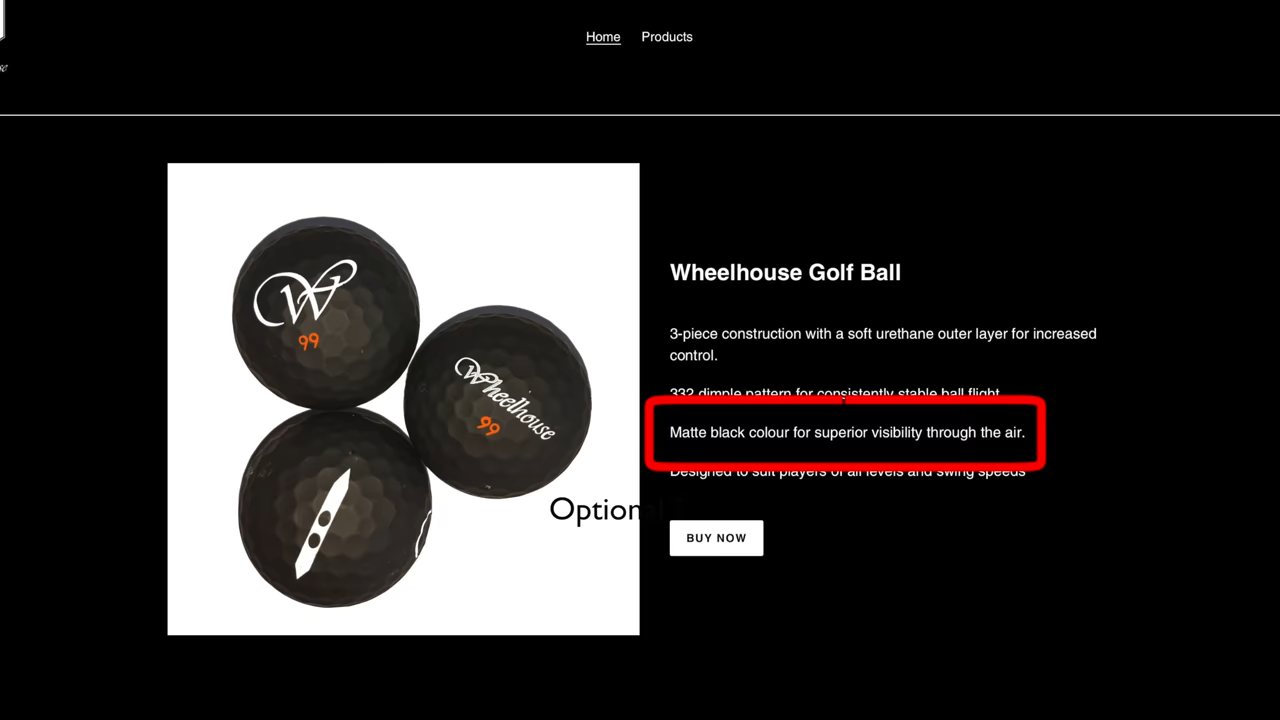 Home Products
W
99
Wheelhouse
99
Wheelhouse Golf Ball
3-piece construction with a soft urethane outer layer for increased
control.
332 dimple pattern for consistently stable ball flight
Matte black colour for superior visibility through the air.
Designed to suit players of all levels and swing speeds
Optional
BUY NOW